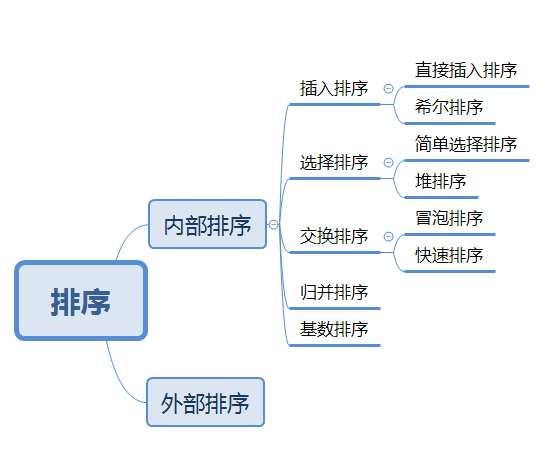 排序
内部排序
插入排序
直接插入排序
希尔排序
选择排序
简单选择排序
堆排序
交换排序
冒泡排序
快速排序
归并排序
基数排序
外部排序